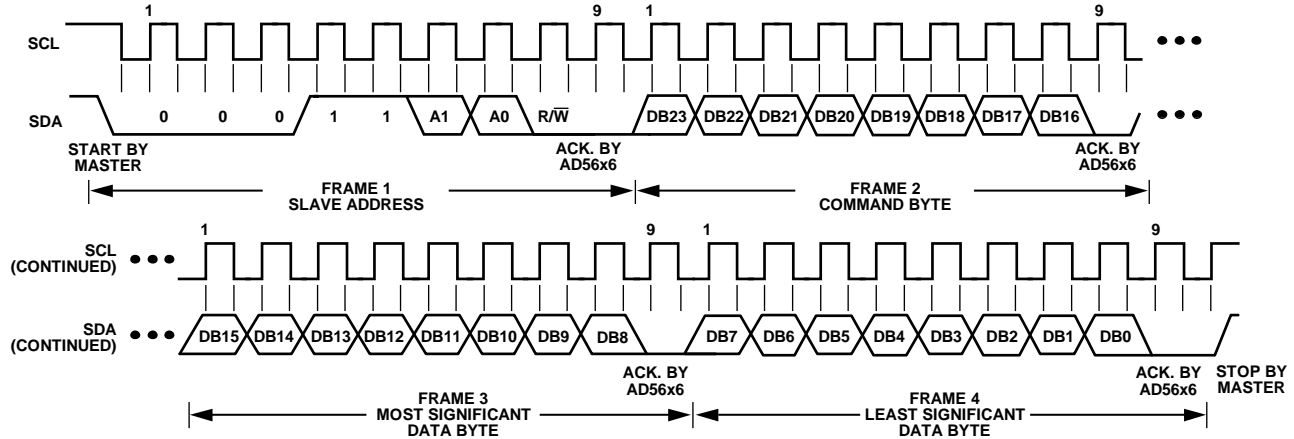 1 9 1 9
SCL
SDA 0 0 0 1 1 A1 A0 R/W̅ DB23 DB22 DB21 DB20 DB19 DB18 DB17 DB16
START BY
MASTER
ACK. BY
AD56x6
ACK. BY
AD56x6
FRAME 1
SLAVE ADDRESS
FRAME 2
COMMAND BYTE
1 9 1 9
SCL
(CONTINUED)
SDA
(CONTINUED)
DB15 DB14 DB13 DB12 DB11 DB10 DB9 DB8 DB7 DB6 DB5 DB4 DB3 DB2 DB1 DB0
ACK. BY
AD56x6
ACK. BY
AD56x6
STOP BY
MASTER
FRAME 3
MOST SIGNIFICANT
DATA BYTE
FRAME 4
LEAST SIGNIFICANT
DATA BYTE